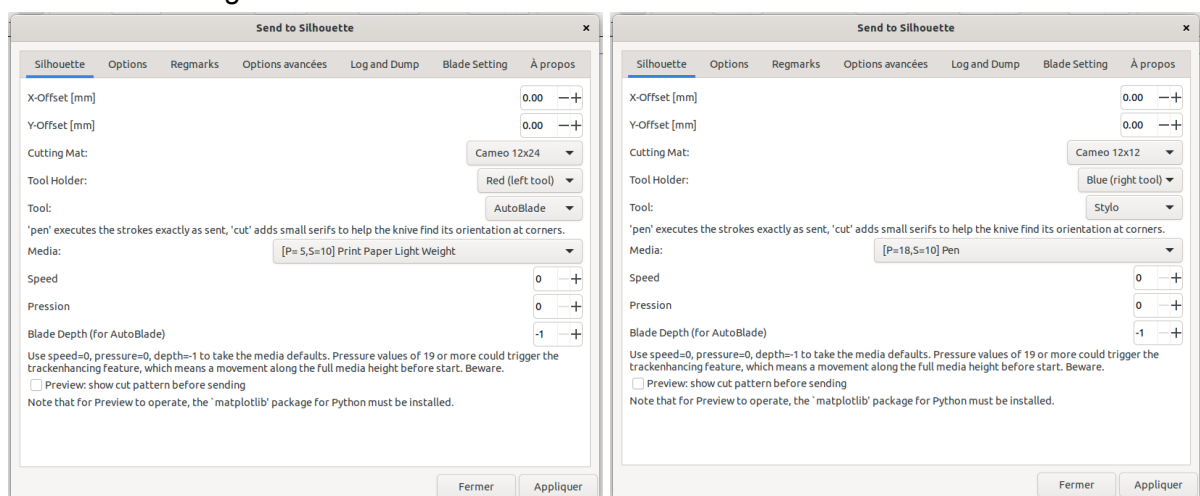 Send to Silhouette ×
Silhouette Options Regmarks Options avancées Log and Dump Blade Setting À propos
X-Offset [mm] 0.00 −+
Y-Offset [mm] 0.00 −+
Cutting Mat: Cameo 12x24
Tool Holder: Red (left tool)
Tool: AutoBlade
'pen' executes the strokes exactly as sent, 'cut' adds small serifs to help the knive find its orientation at corners.
Media: [P= 5,S=10] Print Paper Light Weight
Speed 0 −+
Pression 0 −+
Blade Depth (for AutoBlade) -1 −+
Use speed=0, pressure=0, depth=-1 to take the media defaults. Pressure values of 19 or more could trigger the
trackenhancing feature, which means a movement along the full media height before start. Beware.
Preview: show cut pattern before sending
Note that for Preview to operate, the `matplotlib' package for Python must be installed.
Fermer Appliquer
Send to Silhouette ×
Silhouette Options Regmarks Options avancées Log and Dump Blade Setting À propos
X-Offset [mm] 0.00 −+
Y-Offset [mm] 0.00 −+
Cutting Mat: Cameo 12x12
Tool Holder: Blue (right tool)
Tool: Stylo
'pen' executes the strokes exactly as sent, 'cut' adds small serifs to help the knive find its orientation at corners.
Media: [P=18,S=10] Pen
Speed 0 −+
Pression 0 −+
Blade Depth (for AutoBlade) -1 −+
Use speed=0, pressure=0, depth=-1 to take the media defaults. Pressure values of 19 or more could trigger the
trackenhancing feature, which means a movement along the full media height before start. Beware.
Preview: show cut pattern before sending
Note that for Preview to operate, the `matplotlib' package for Python must be installed.
Fermer Appliquer